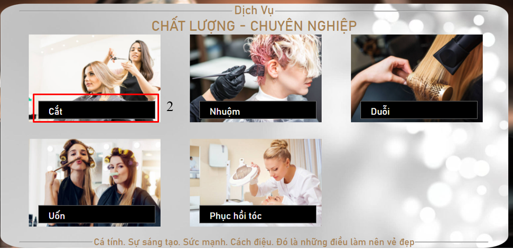 Dịch Vụ
CHẤT LƯỢNG - CHUYÊN NGHIỆP
Cắt
2
Nhuộm
Duỗi
Uốn
Phục hồi tóc
Cá tính. Sự sáng tạo. Sức mạnh. Cách điệu. Đó là những điều làm nên vẻ đẹp